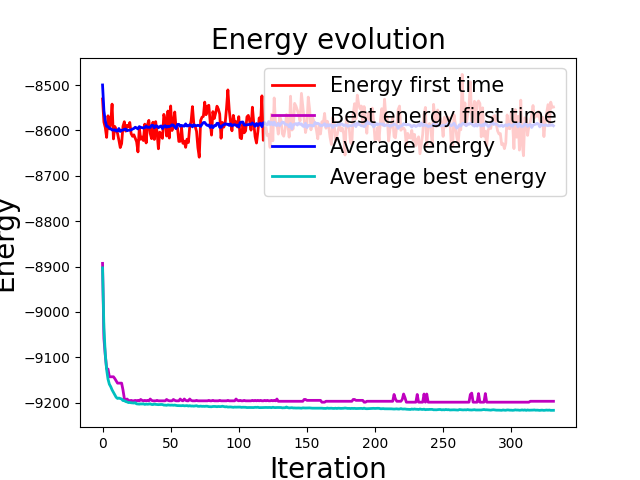 Energy evolution
Energy
−8500
−8600
−8700
−8800
−8900
−9000
−9100
−9200
Energy first time
Best energy first time
Average energy
Average best energy
0 50 100 150 200 250 300
Iteration